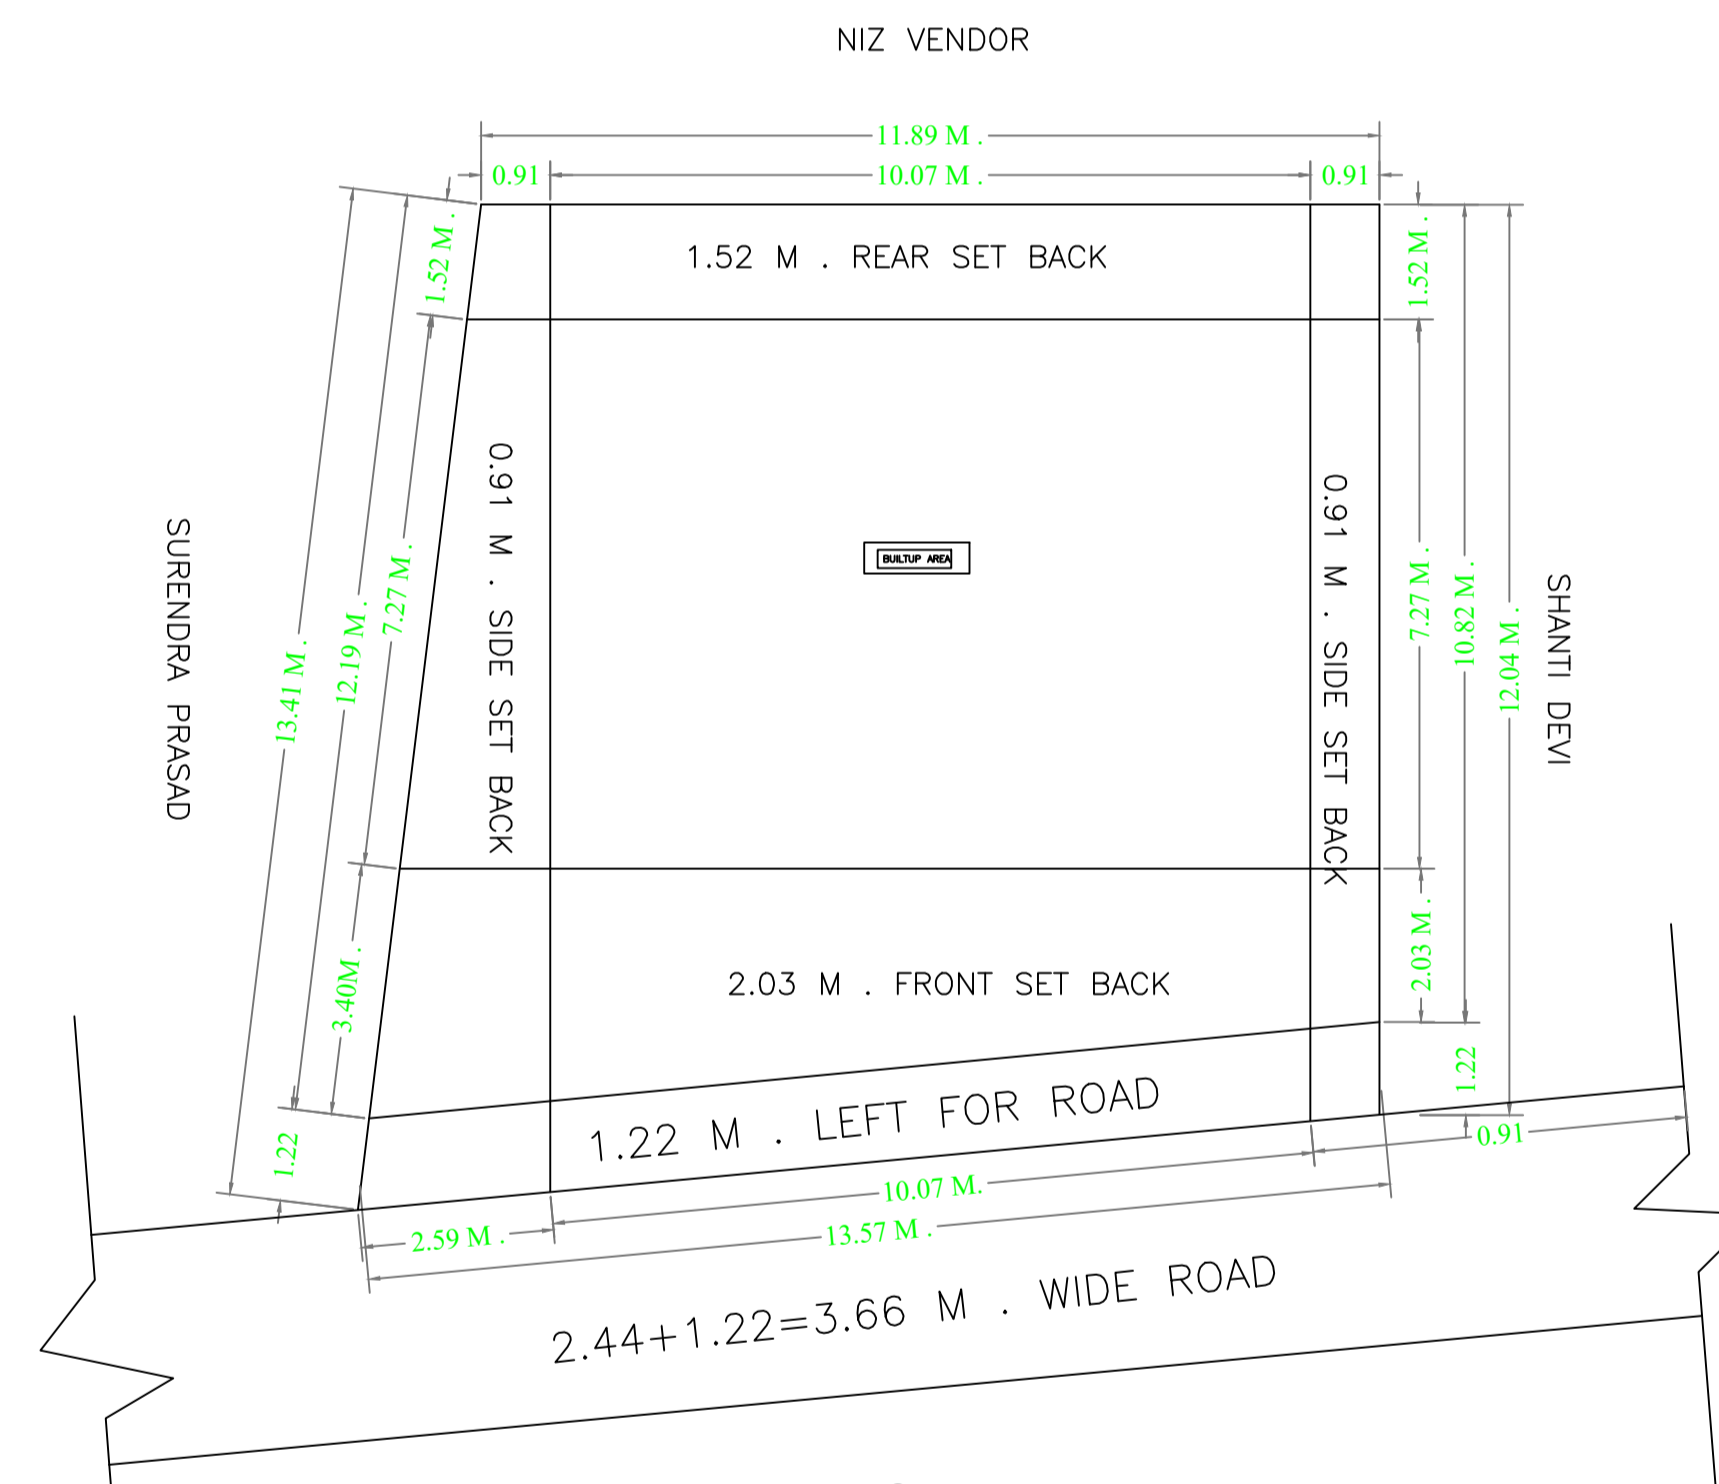 NIZ VENDOR
11.89 M .
0.91
10.07 M .
0.91
1.52 M .
1.52 M . REAR SET BACK
1.52 M .
SURENDRA PRASAD
13.41 M .
12.19 M .
7.27 M .
0.91 M . SIDE SET BACK
BUILTUP AREA
0.91 M . SIDE SET BACK
7.27 M .
10.82 M .
12.04 M .
SHANTI DEVI
3.40M .
2.03 M . FRONT SET BACK
2.03 M .
1.22
1.22 M . LEFT FOR ROAD
1.22
0.91
10.07 M.
2.59 M .
13.57 M .
2.44+1.22=3.66 M . WIDE ROAD